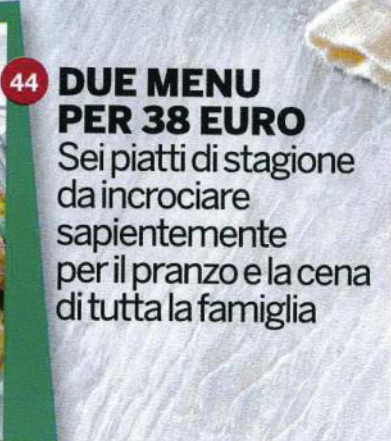 44 DUE MENU
PER 38 EURO
Sei piatti di stagione
da incrociare
sapientemente
per il pranzo e la cena
di tutta la famiglia